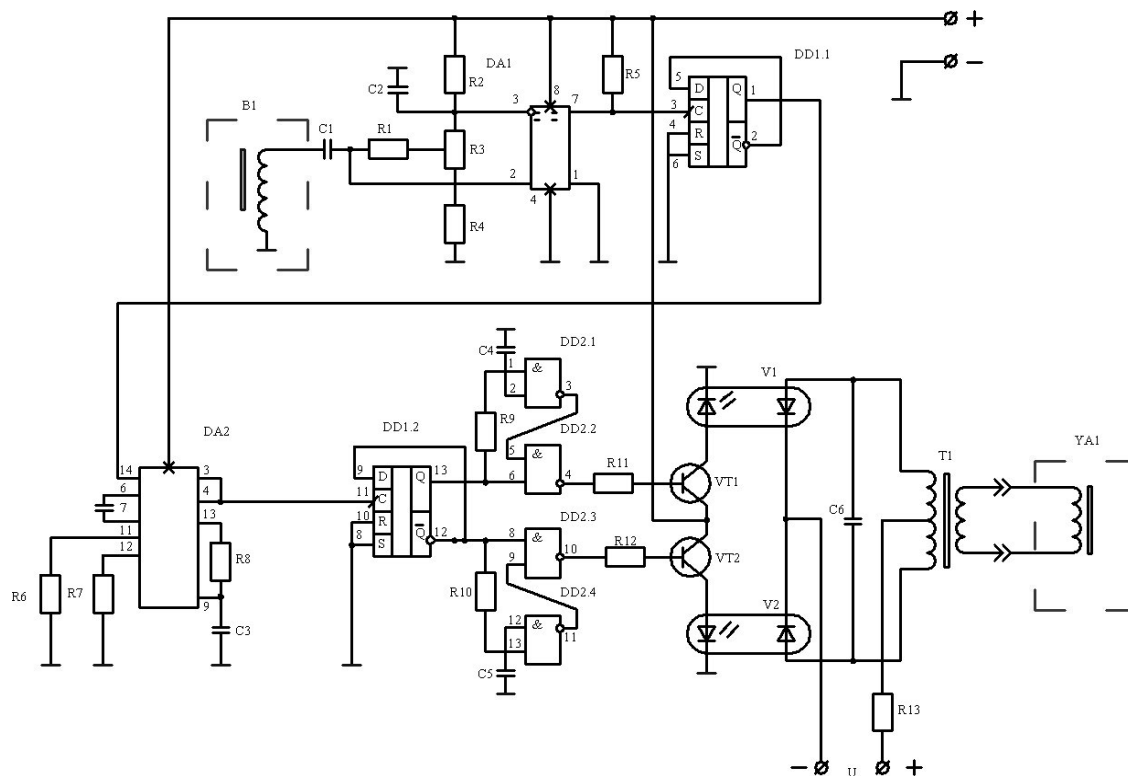 +
DA1
R2
C2
R5
DD1.1
−
B1
3
8
7
5
D
Q
1
3
C
C1
R1
R3
4
R
Q
2
6
S
2
4
1
R4
C4
DD2.1
1
&
2
3
V1
R9
DD2.2
DA2
DD1.2
5
&
T1
YA1
14
3
9
D
Q
13
6
4
R11
VT1
6
4
11
C
7
13
10
R
DD2.3
C6
11
8
S
Q
12
8
&
12
R8
9
10
R12
VT2
R6
R7
R10
DD2.4
9
12
&
V2
C3
13
11
C5
R13
− U +